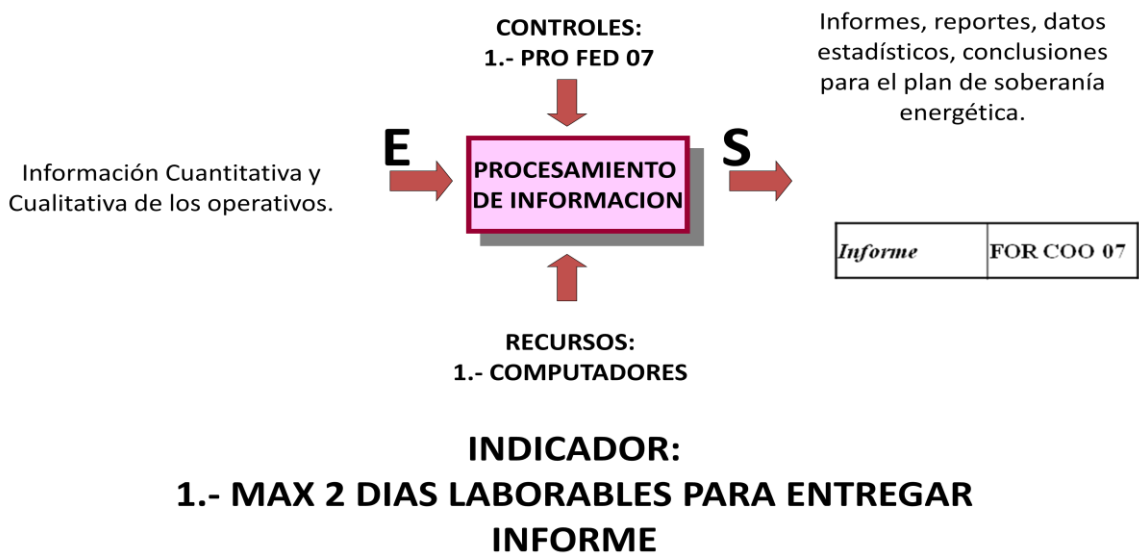 CONTROLES:
1.- PRO FED 07
Informes, reportes, datos
estadísticos, conclusiones
para el plan de soberanía
energética.
E
S
Información Cuantitativa y
Cualitativa de los operativos.
PROCESAMIENTO
DE INFORMACION
Informe FOR COO 07
RECURSOS:
1.- COMPUTADORES
INDICADOR:
1.- MAX 2 DIAS LABORABLES PARA ENTREGAR
INFORME